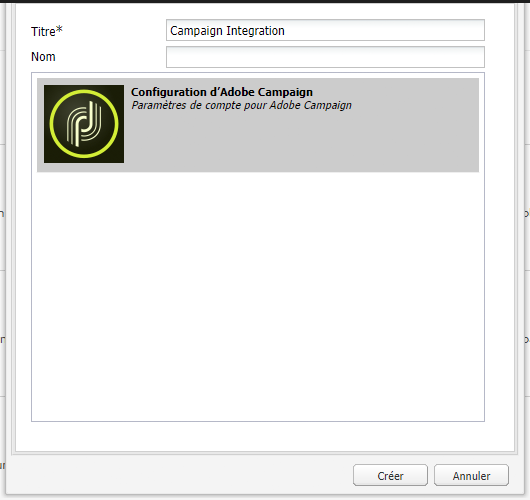 Titre*
Campaign Integration
Nom
Configuration d’Adobe Campaign
Paramètres de compte pour Adobe Campaign
Créer
Annuler